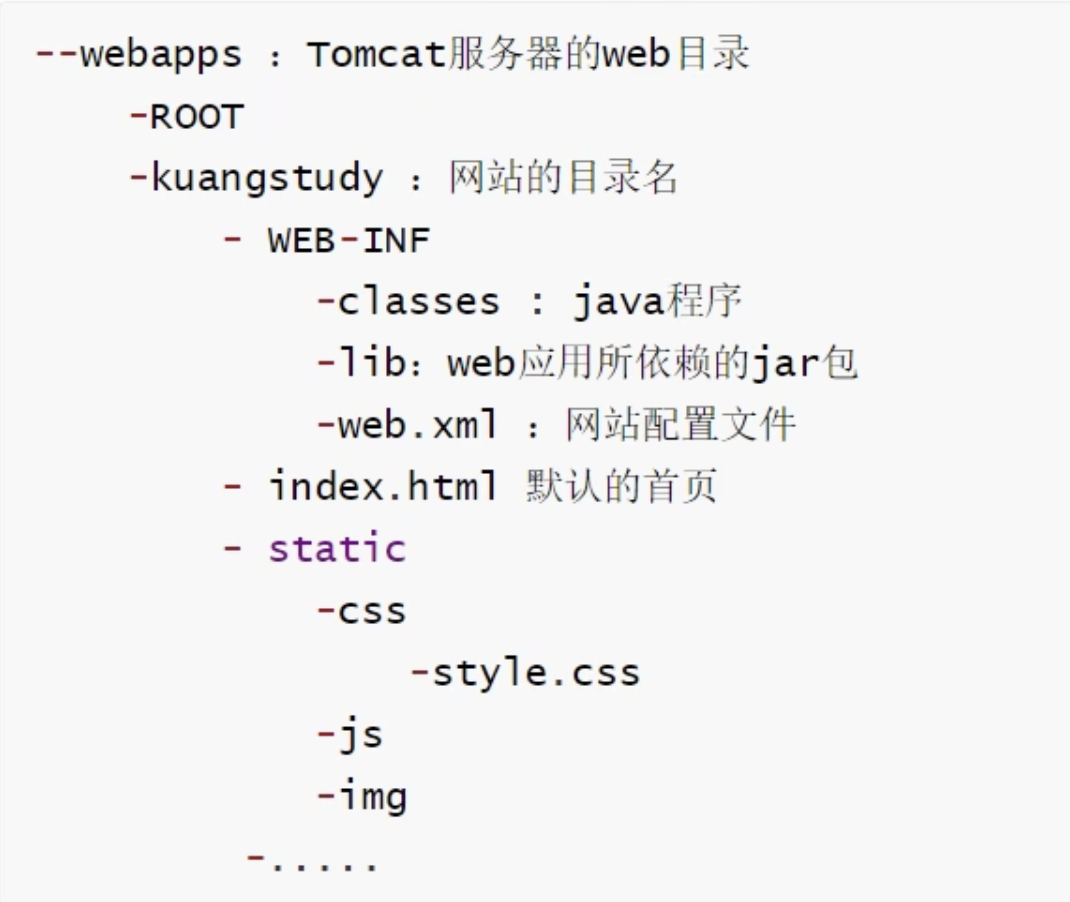 --webapps ：Tomcat服务器的web目录
-ROOT
-kuangstudy ：网站的目录名
- WEB-INF
-classes : java程序
-lib：web应用所依赖的jar包
-web.xml ：网站配置文件
- index.html 默认的首页
- static
-css
-style.css
-js
-img
-.....